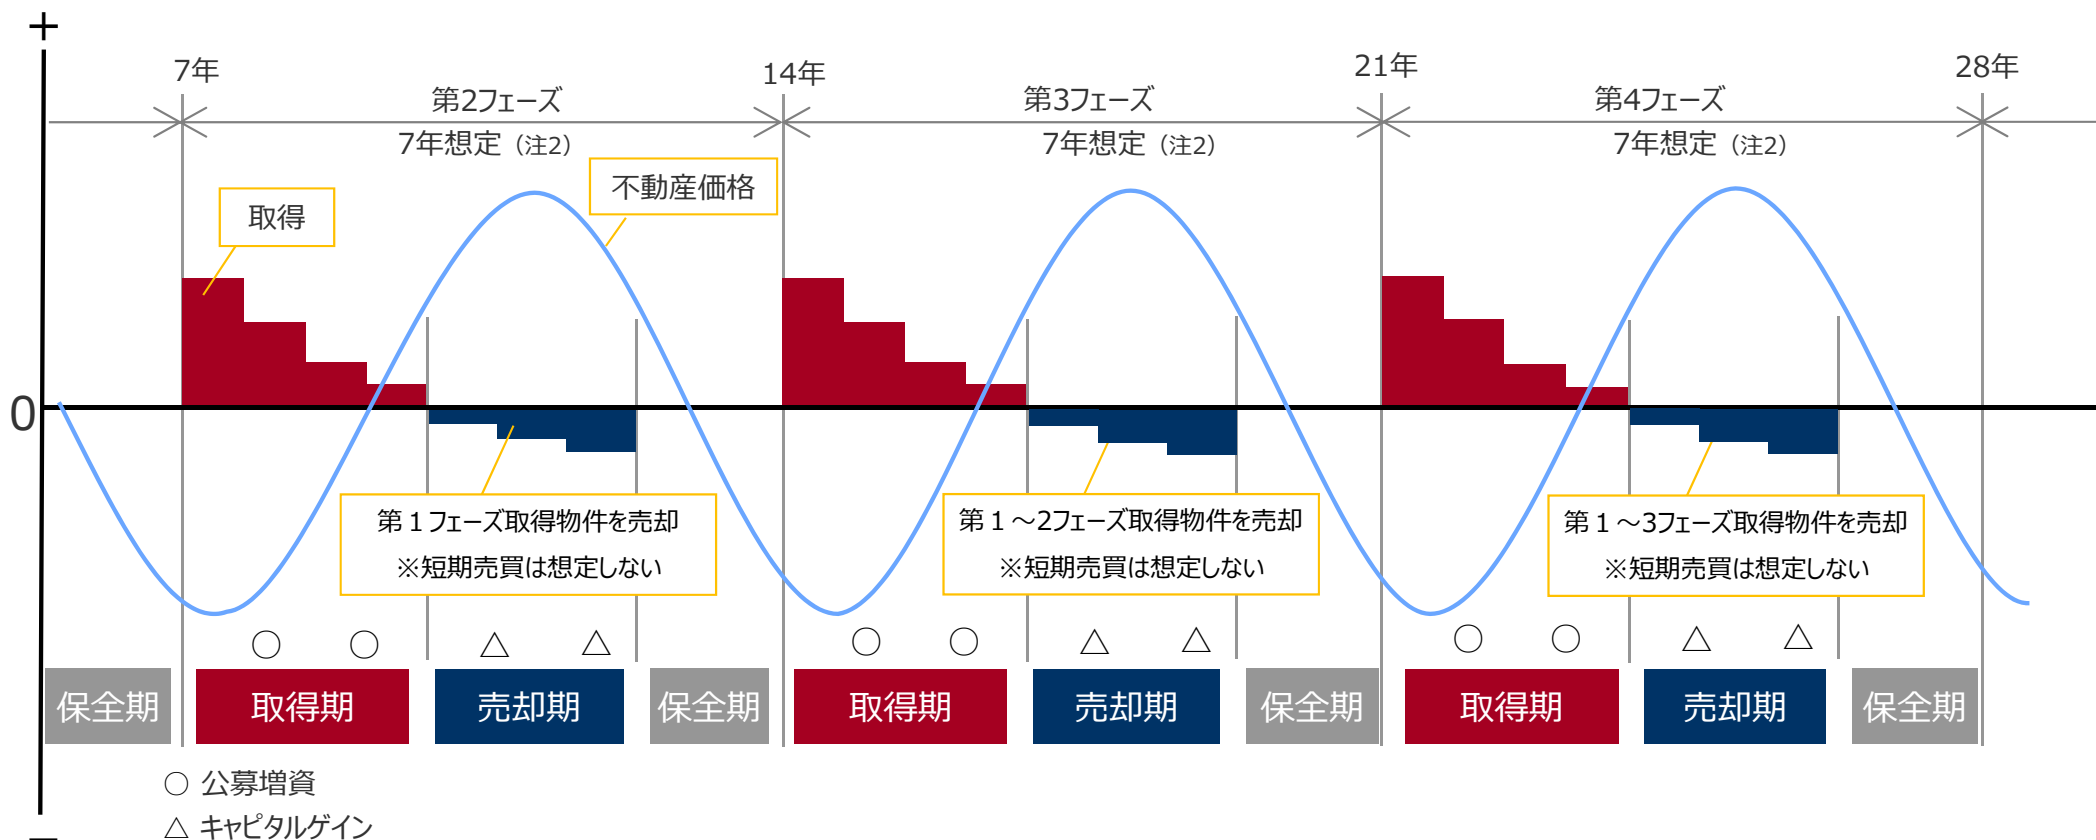 +
7年
14年
21年
28年
第2フェーズ
第3フェーズ
第4フェーズ
7年想定（注2）
7年想定（注2）
7年想定（注2）
取得
不動産価格
0
第１フェーズ取得物件を売却
※短期売買は想定しない
第１～2フェーズ取得物件を売却
※短期売買は想定しない
第１～3フェーズ取得物件を売却
※短期売買は想定しない
○ ○ △ △ ○ ○ △ △ ○ ○ △ △
保全期 取得期 売却期 保全期 取得期 売却期 保全期 取得期 売却期 保全期
○ 公募増資
△ キャピタルゲイン
−